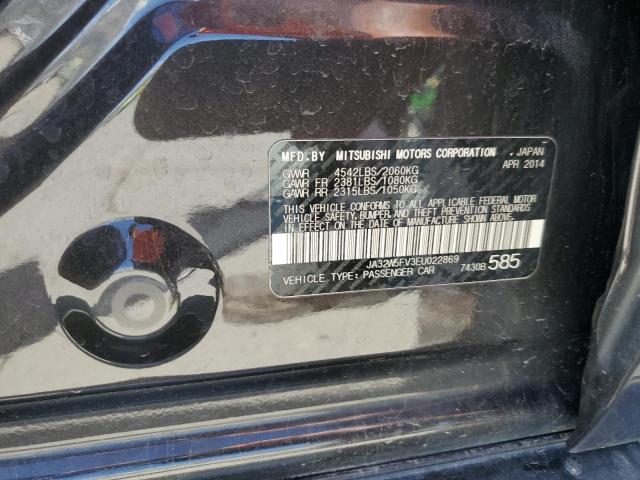 MFD.BY MITSUBISHI MOTORS CORPORATION, JAPAN
APR 2014
GVWR 4542LBS/2060KG
GAWR FR 2381LBS/1080KG
GAWR RR 2315LBS/1050KG
THIS VEHICLE CONFORMS TO ALL APPLICABLE FEDERAL MOTOR
VEHICLE SAFETY, BUMPER AND THEFT PREVENTION STANDARDS
IN EFFECT ON THE DATE OF MANUFACTURE SHOWN ABOVE.
JA32W5FV3EU022869
VEHICLE TYPE: PASSENGER CAR 7430B 585